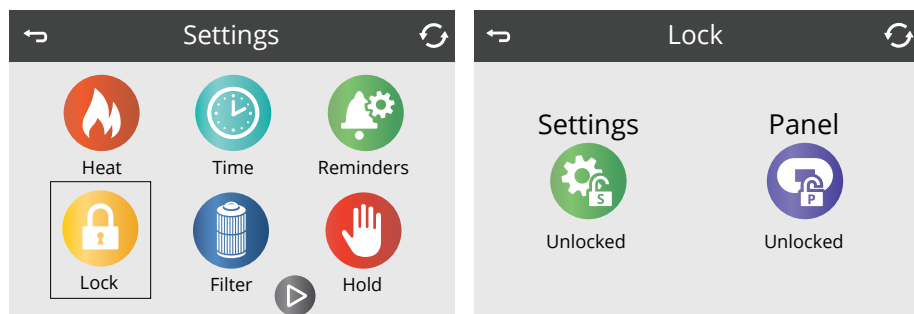 Settings
Heat
Time
Reminders
Lock
Filter
Hold
Lock
Settings
Panel
S
P
Unlocked
Unlocked